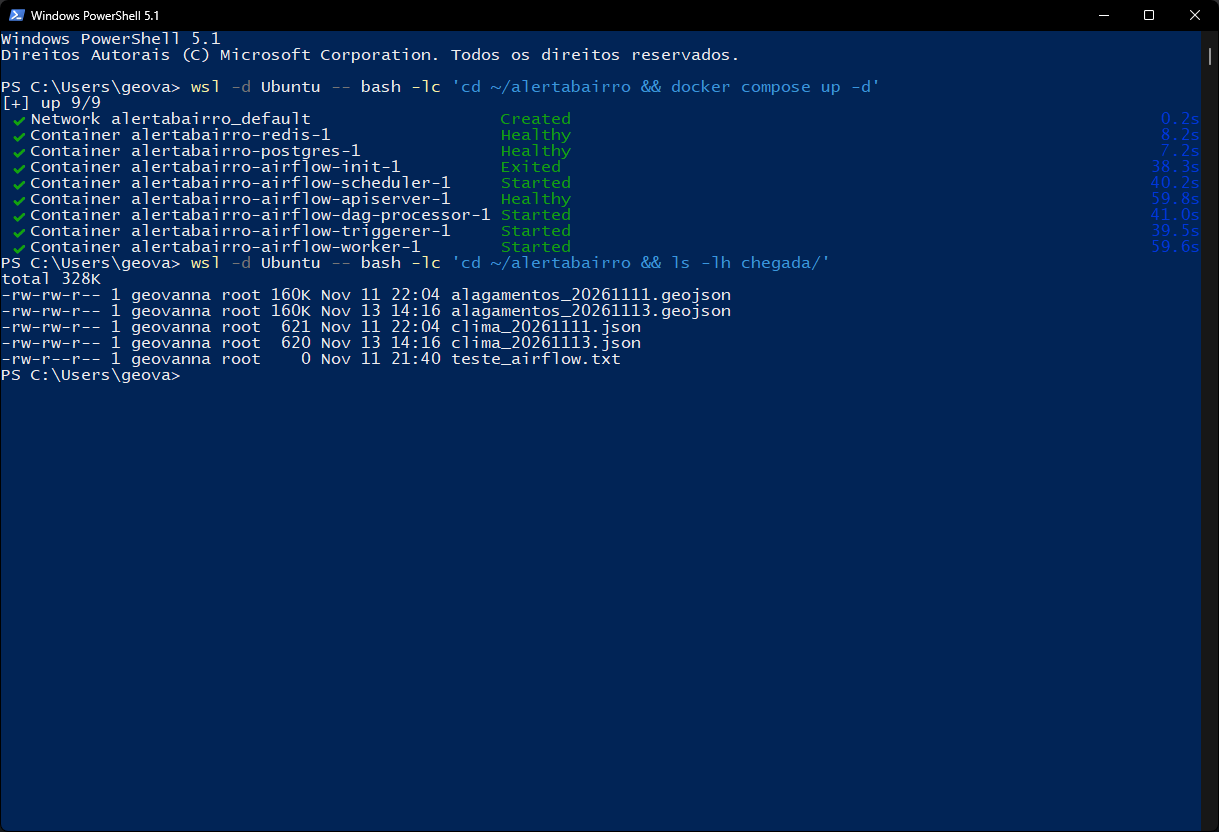 Windows PowerShell 5.1
Windows PowerShell 5.1
Direitos Autorais (C) Microsoft Corporation. Todos os direitos reservados.
PS C:\Users\geova> wsl -d Ubuntu -- bash -lc 'cd ~/alertabairro && docker compose up -d'
[+] up 9/9
✔ Network alertabairro_default Created 0.2s
✔ Container alertabairro-redis-1 Healthy 8.2s
✔ Container alertabairro-postgres-1 Healthy 7.2s
✔ Container alertabairro-airflow-init-1 Exited 38.3s
✔ Container alertabairro-airflow-scheduler-1 Started 40.2s
✔ Container alertabairro-airflow-apiserver-1 Healthy 59.8s
✔ Container alertabairro-airflow-dag-processor-1 Started 41.0s
✔ Container alertabairro-airflow-triggerer-1 Started 39.5s
✔ Container alertabairro-airflow-worker-1 Started 59.6s
PS C:\Users\geova> wsl -d Ubuntu -- bash -lc 'cd ~/alertabairro && ls -lh chegada/'
total 328K
-rw-rw-r-- 1 geovanna root 160K Nov 11 22:04 alagamentos_20261111.geojson
-rw-rw-r-- 1 geovanna root 160K Nov 13 14:16 alagamentos_20261113.geojson
-rw-rw-r-- 1 geovanna root 621 Nov 11 22:04 clima_20261111.json
-rw-rw-r-- 1 geovanna root 620 Nov 13 14:16 clima_20261113.json
-rw-r--r-- 1 geovanna root 0 Nov 11 21:40 teste_airflow.txt
PS C:\Users\geova>